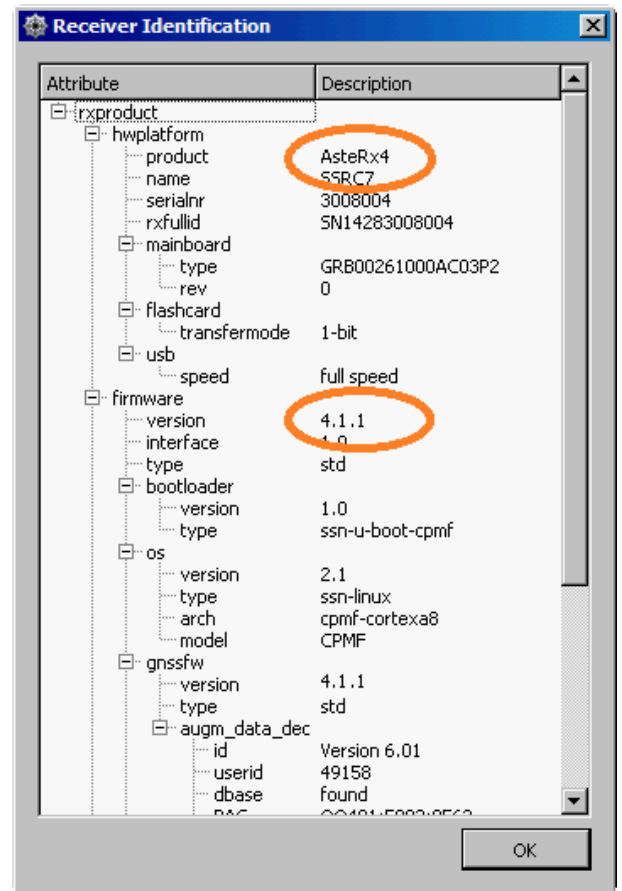 Receiver Identification
Attribute Description
rxproduct
hwplatform
product AsteRx4
name SSRC7
serialnr 3008004
rxfullid SN14283008004
mainboard
type GRB00261000AC03P2
rev 0
flashcard
transfermode 1-bit
usb
speed full speed
firmware
version 4.1.1
interface 1.0
type std
bootloader
version 1.0
type ssn-u-boot-cpmf
os
version 2.1
type ssn-linux
arch cpmf-cortexa8
model CPMF
gnssfw
version 4.1.1
type std
augm_data_dec
id Version 6.01
userid 49158
dbase found
OK